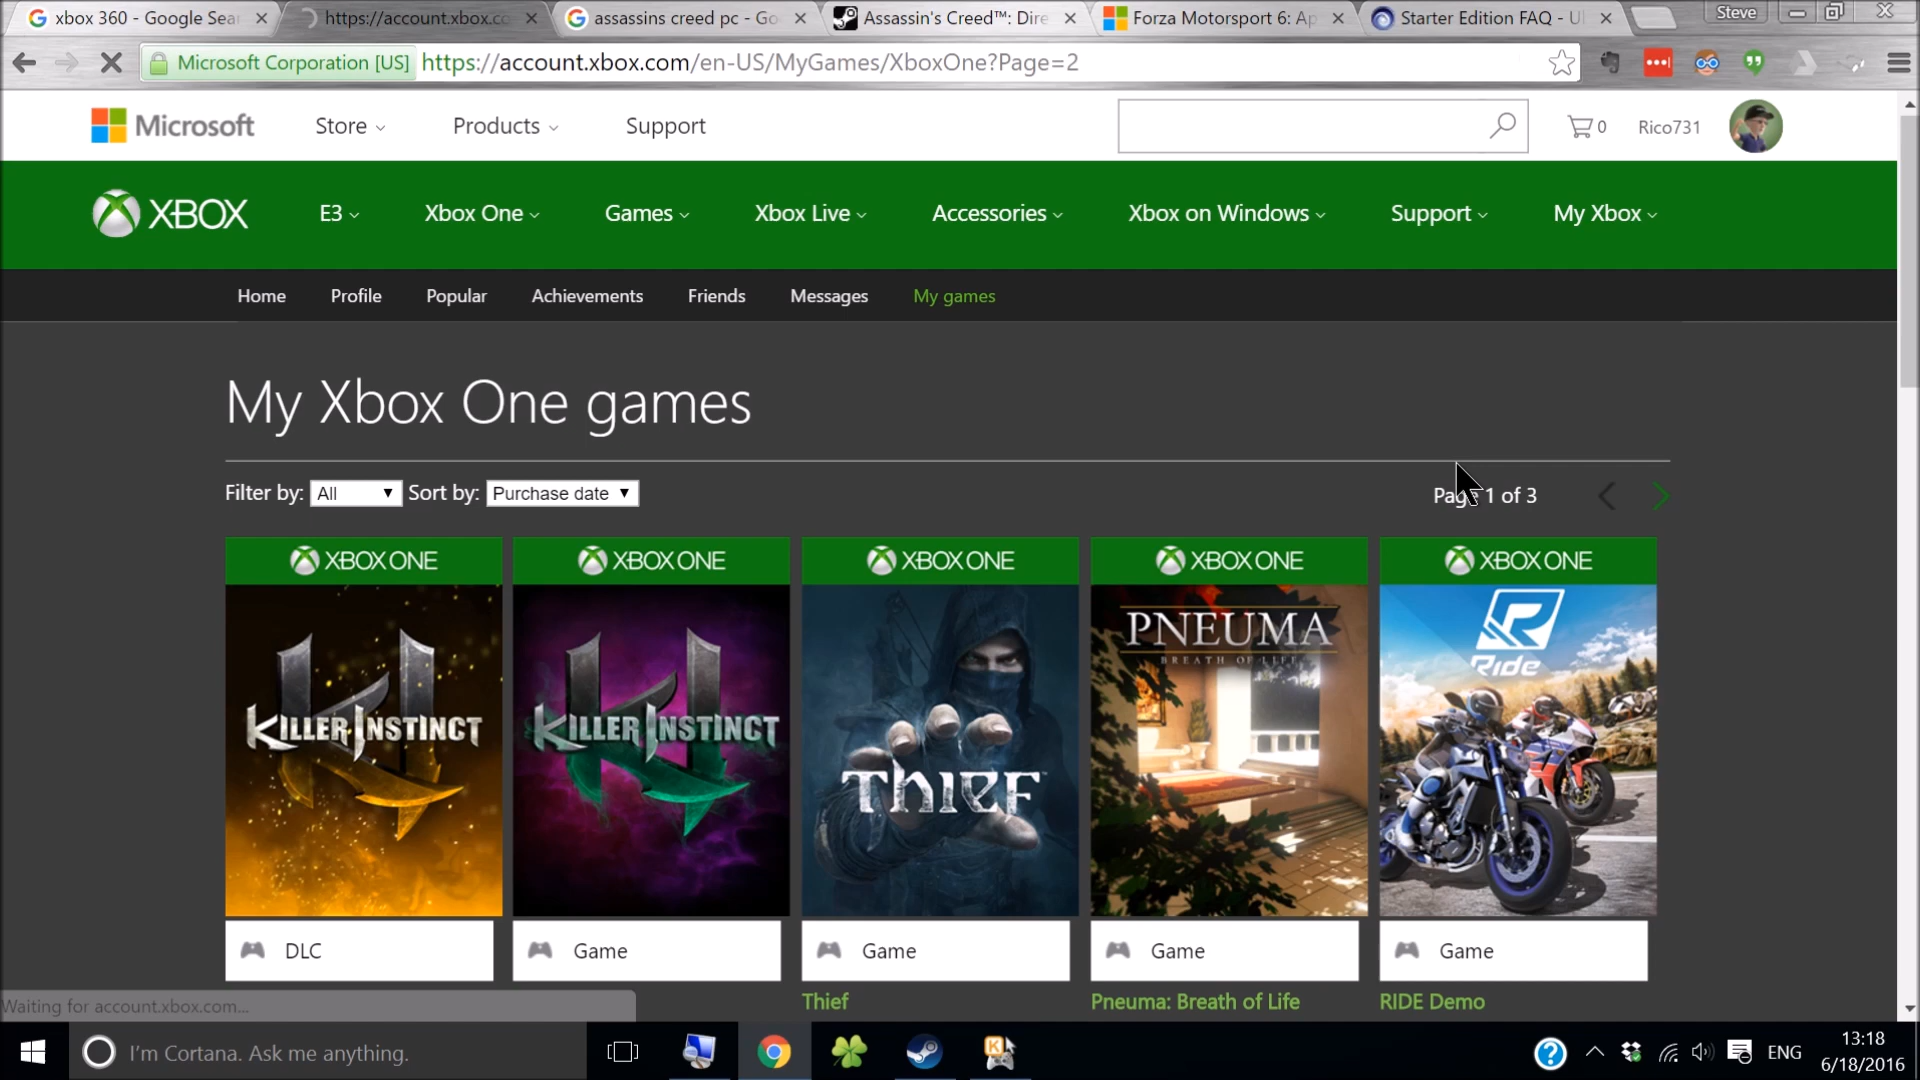 xbox 360 - Google Sea
https://account.xbox.co
assassins creed pc - Go
Assassin's Creed™: Dire
Forza Motorsport 6: Ap
Starter Edition FAQ - U
Steve
Microsoft Corporation [US] https://account.xbox.com/en-US/MyGames/XboxOne?Page=2
Microsoft Store Products Support 0 Rico731
XBOX E3 Xbox One Games Xbox Live Accessories Xbox on Windows Support My Xbox
Home Profile Popular Achievements Friends Messages My games
My Xbox One games
Filter by: All Sort by: Purchase date
Page 1 of 3
XBOX ONE XBOX ONE XBOX ONE XBOX ONE XBOX ONE
KILLER INSTINCT
KILLER INSTINCT
THIEF
PNEUMA
BREATH OF LIFE
Ride
DLC Game Game Game Game
Thief Pneuma: Breath of Life RIDE Demo
Waiting for account.xbox.com...
I'm Cortana. Ask me anything.
ENG
13:18
6/18/2016